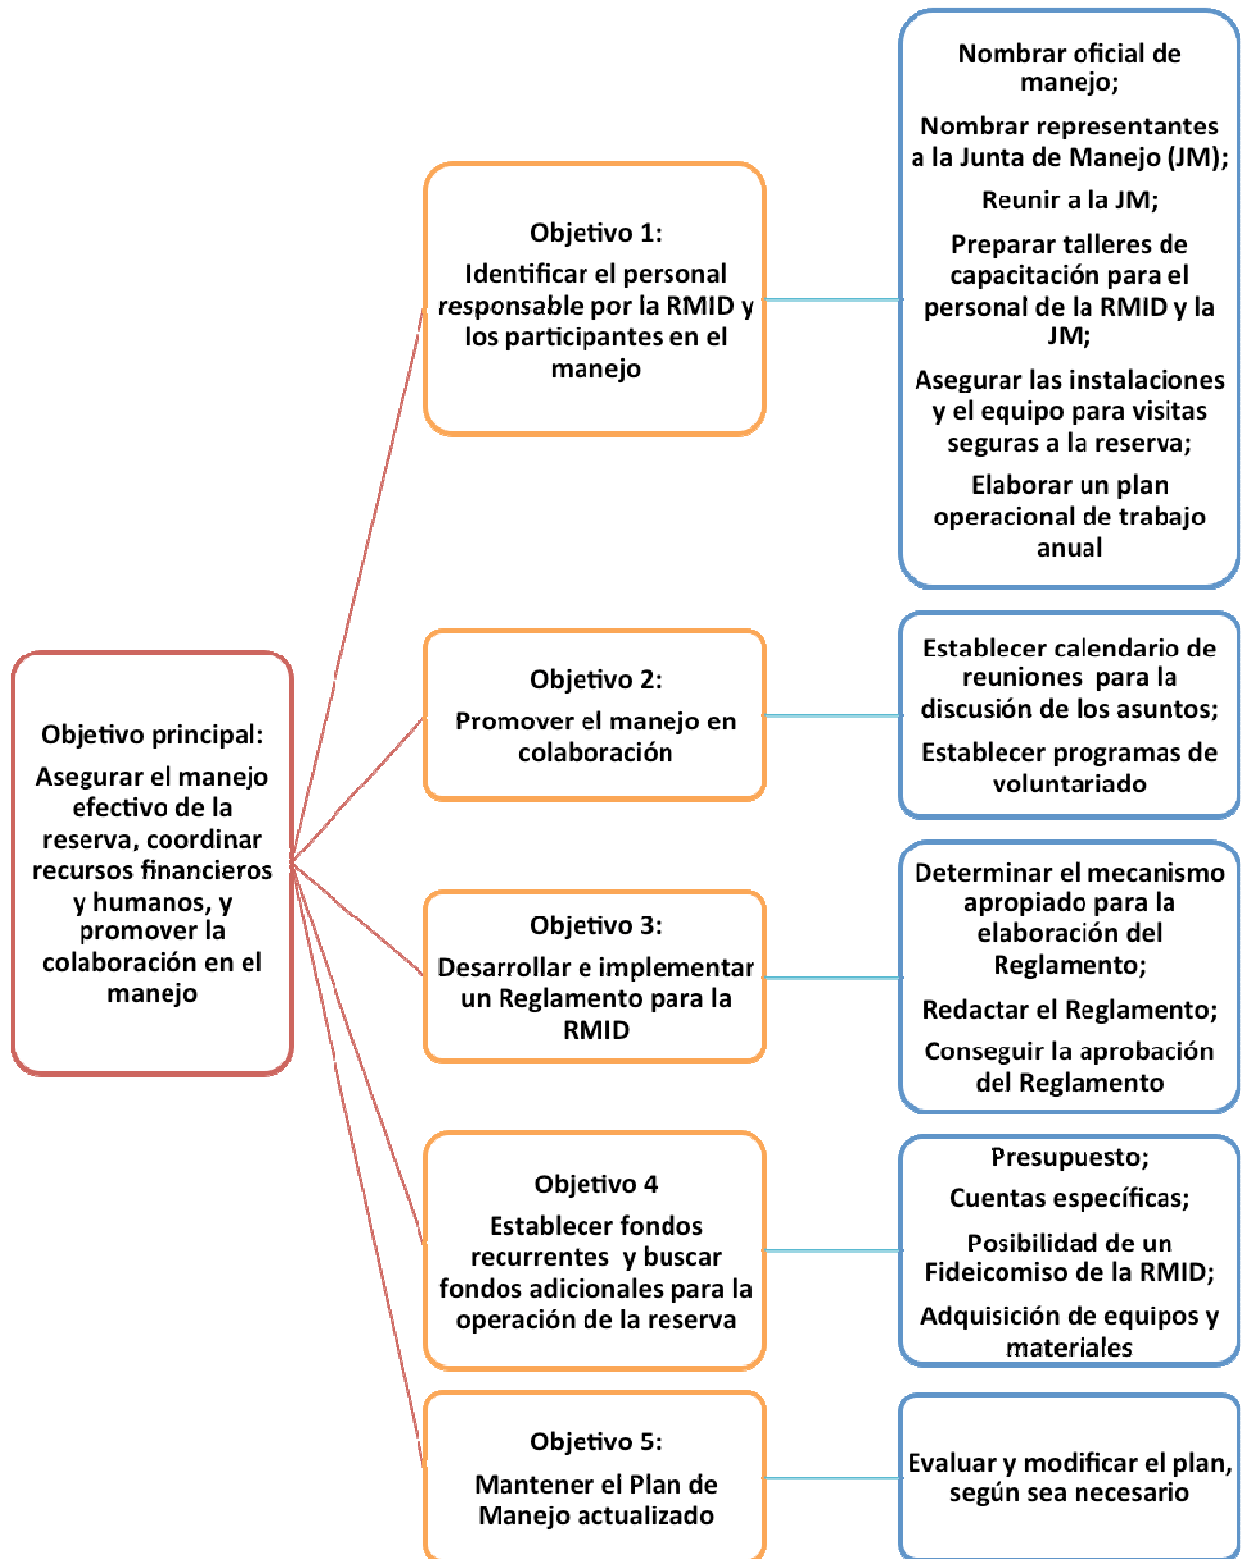 Objetivo principal:
Asegurar el manejo
efectivo de la
reserva, coordinar
recursos financieros
y humanos, y
promover la
colaboración en el
manejo
Objetivo 1:
Identificar el personal
responsable por la RMID y
los participantes en el
manejo
Nombrar oficial de
manejo;
Nombrar representantes
a la Junta de Manejo (JM);
Reunir a la JM;
Preparar talleres de
capacitación para el
personal de la RMID y la
JM;
Asegurar las instalaciones
y el equipo para visitas
seguras a la reserva;
Elaborar un plan
operacional de trabajo
anual
Objetivo 2:
Promover el manejo en
colaboración
Establecer calendario de
reuniones para la
discusión de los asuntos;
Establecer programas de
voluntariado
Objetivo 3:
Desarrollar e implementar
un Reglamento para la
RMID
Determinar el mecanismo
apropiado para la
elaboración del
Reglamento;
Redactar el Reglamento;
Conseguir la aprobación
del Reglamento
Objetivo 4
Establecer fondos
recurrentes y buscar
fondos adicionales para la
operación de la reserva
Presupuesto;
Cuentas específicas;
Posibilidad de un
Fideicomiso de la RMID;
Adquisición de equipos y
materiales
Objetivo 5:
Mantener el Plan de
Manejo actualizado
Evaluar y modificar el plan,
según sea necesario